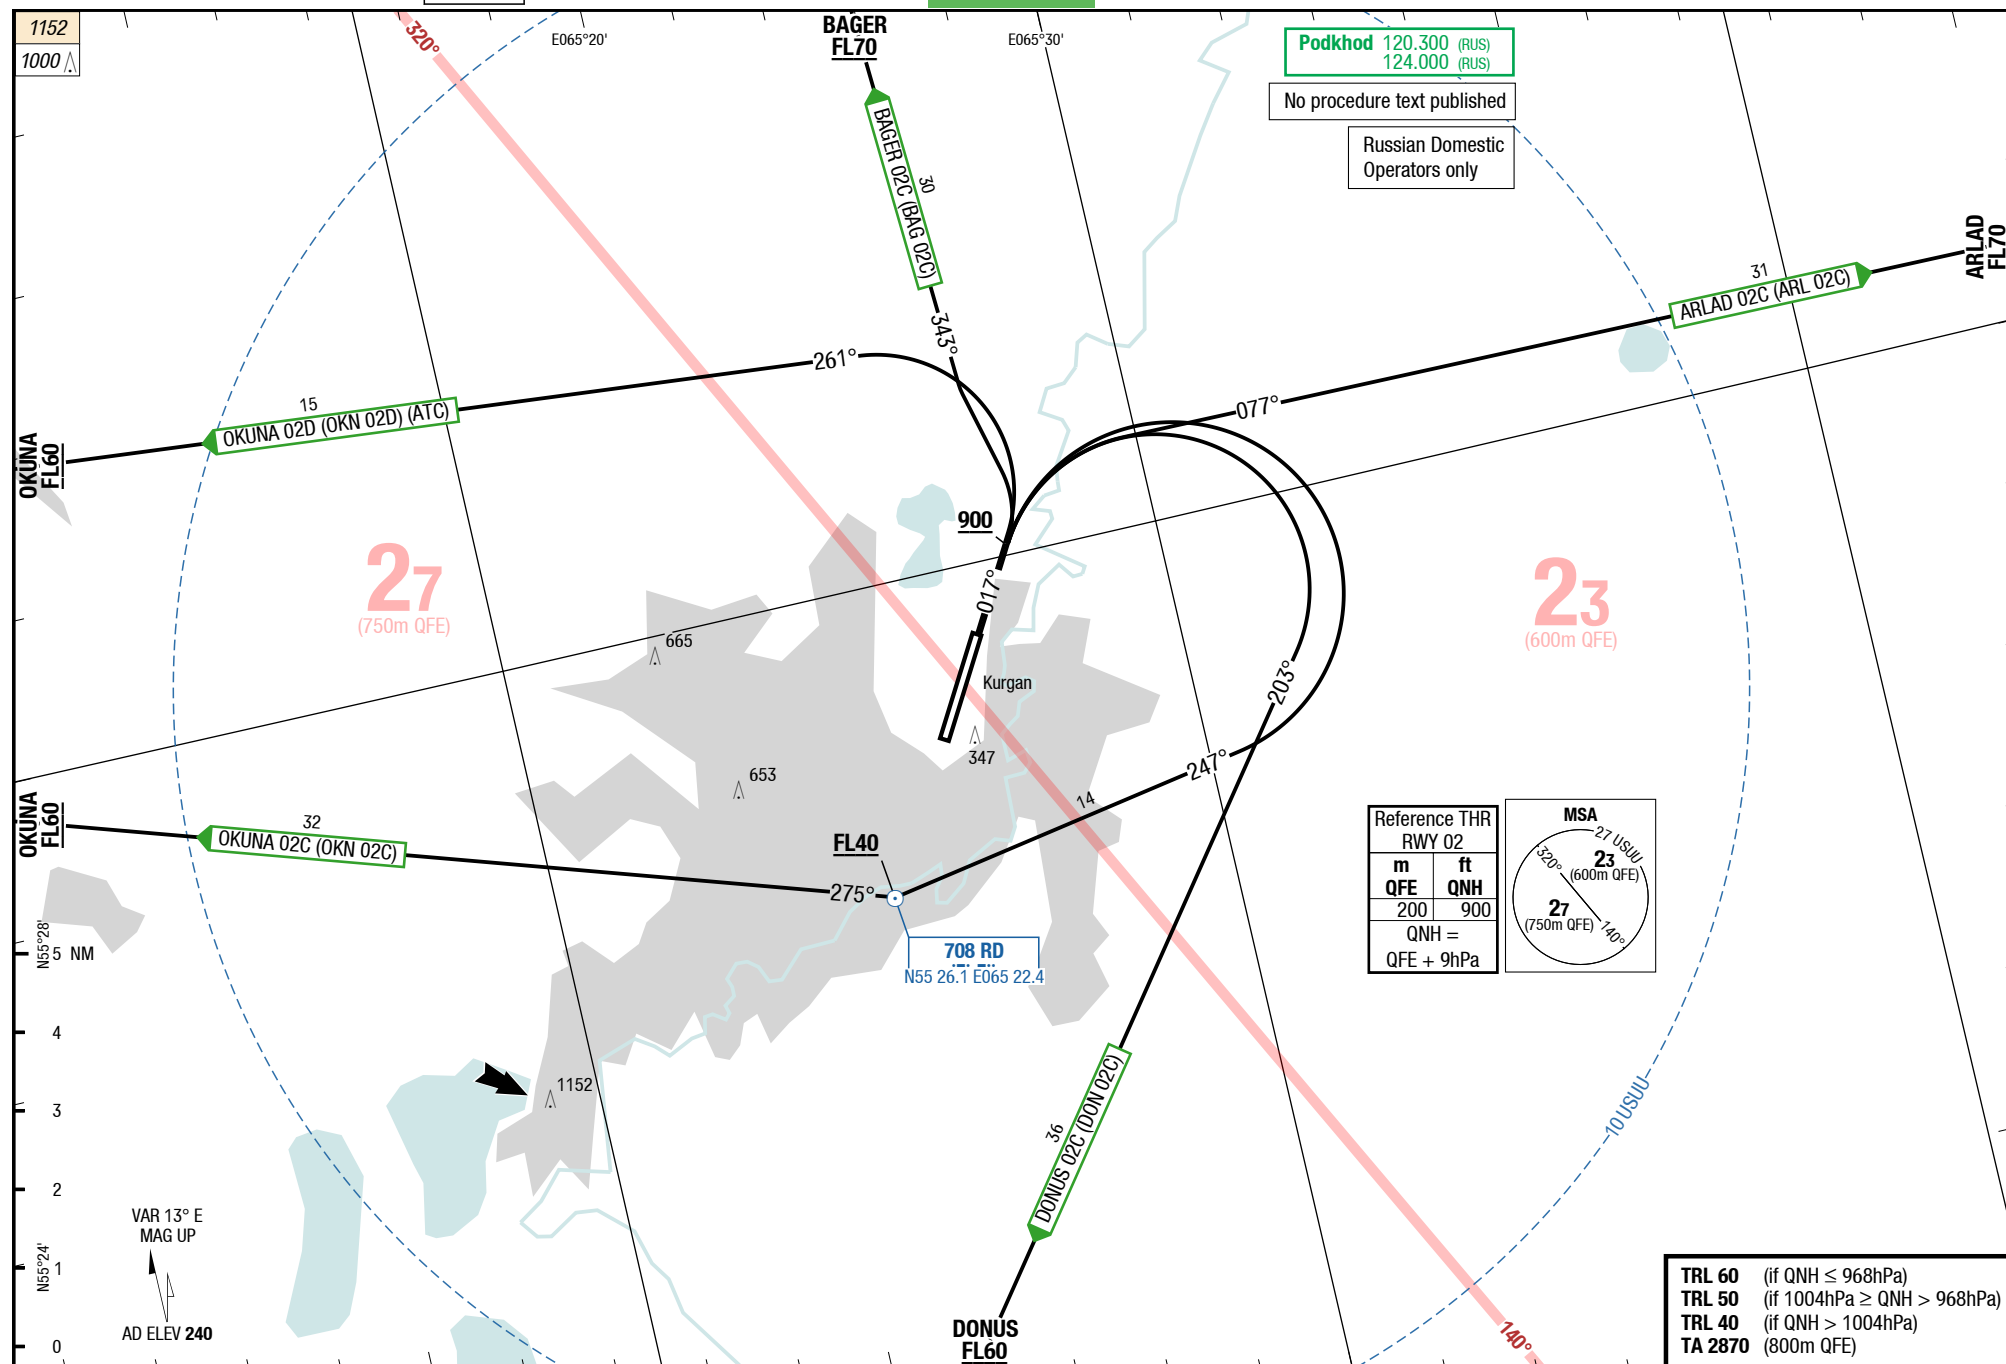 1152
1000
320°
E065°20'
BAGER
FL70
E065°30'
Podkhod 120.300 (RUS)
124.000 (RUS)
No procedure text published
Russian Domestic
Operators only
BAGER 02C (BAG 02C)
30
343°
ARLAD
FL70
31
ARLAD 02C (ARL 02C)
077°
261°
15
OKUNA 02D (OKN 02D) (ATC)
OKUNA
FL60
900
017°
27
(750m QFE)
23
(600m QFE)
665
Kurgan
347
653
203°
247°
14
OKUNA
FL60
32
OKUNA 02C (OKN 02C)
FL40
275°
708 RD
N55 26.1 E065 22.4
Reference THR
RWY 02
m ft
QFE QNH
200 900
QNH =
QFE + 9hPa
MSA
27 USUU
320°
23
(600m QFE)
27
(750m QFE)
140°
N55°28'
5 NM
4
3
2
1
0
N55°24'
1152
36
DONUS 02C (DON 02C)
10 USUU
VAR 13° E
MAG UP
AD ELEV 240
DONUS
FL60
140°
TRL 60 (if QNH ≤ 968hPa)
TRL 50 (if 1004hPa ≥ QNH > 968hPa)
TRL 40 (if QNH > 1004hPa)
TA 2870 (800m QFE)